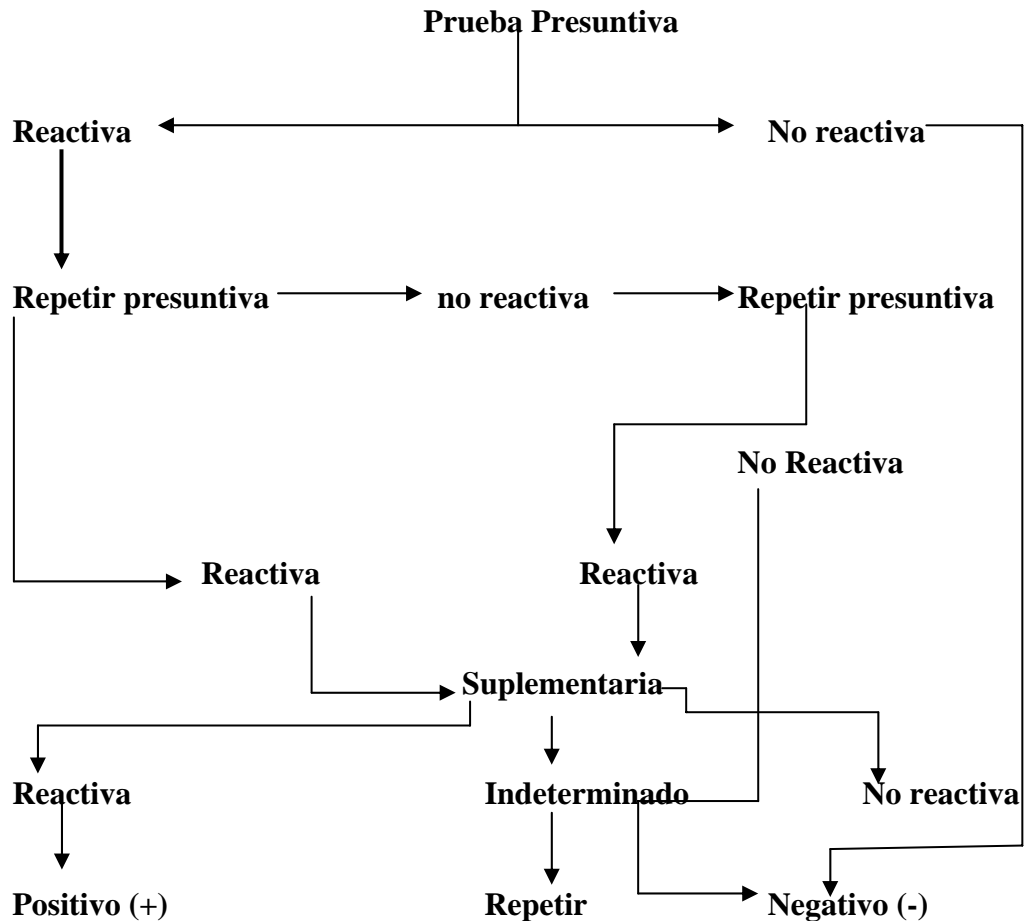 Prueba Presuntiva
Reactiva No reactiva
Repetir presuntiva no reactiva Repetir presuntiva
No Reactiva
Reactiva Reactiva
Suplementaria
Reactiva Indeterminado No reactiva
Positivo (+) Repetir Negativo (-)